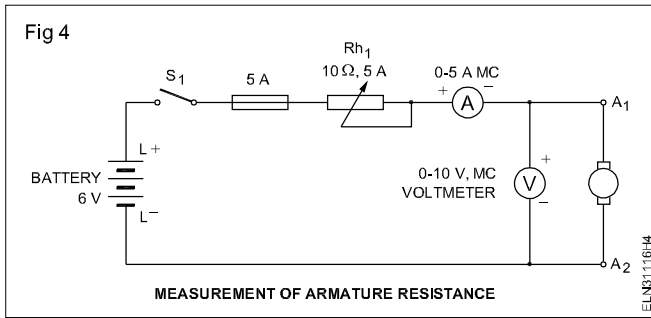 Fig 4
S1
5 A
Rh1
10 Ω, 5 A
0-5 A MC
+ A −
A1
L +
BATTERY
6 V
L −
0-10 V, MC
VOLTMETER
+
V
−
A2
MEASUREMENT OF ARMATURE RESISTANCE
ELN31116H4